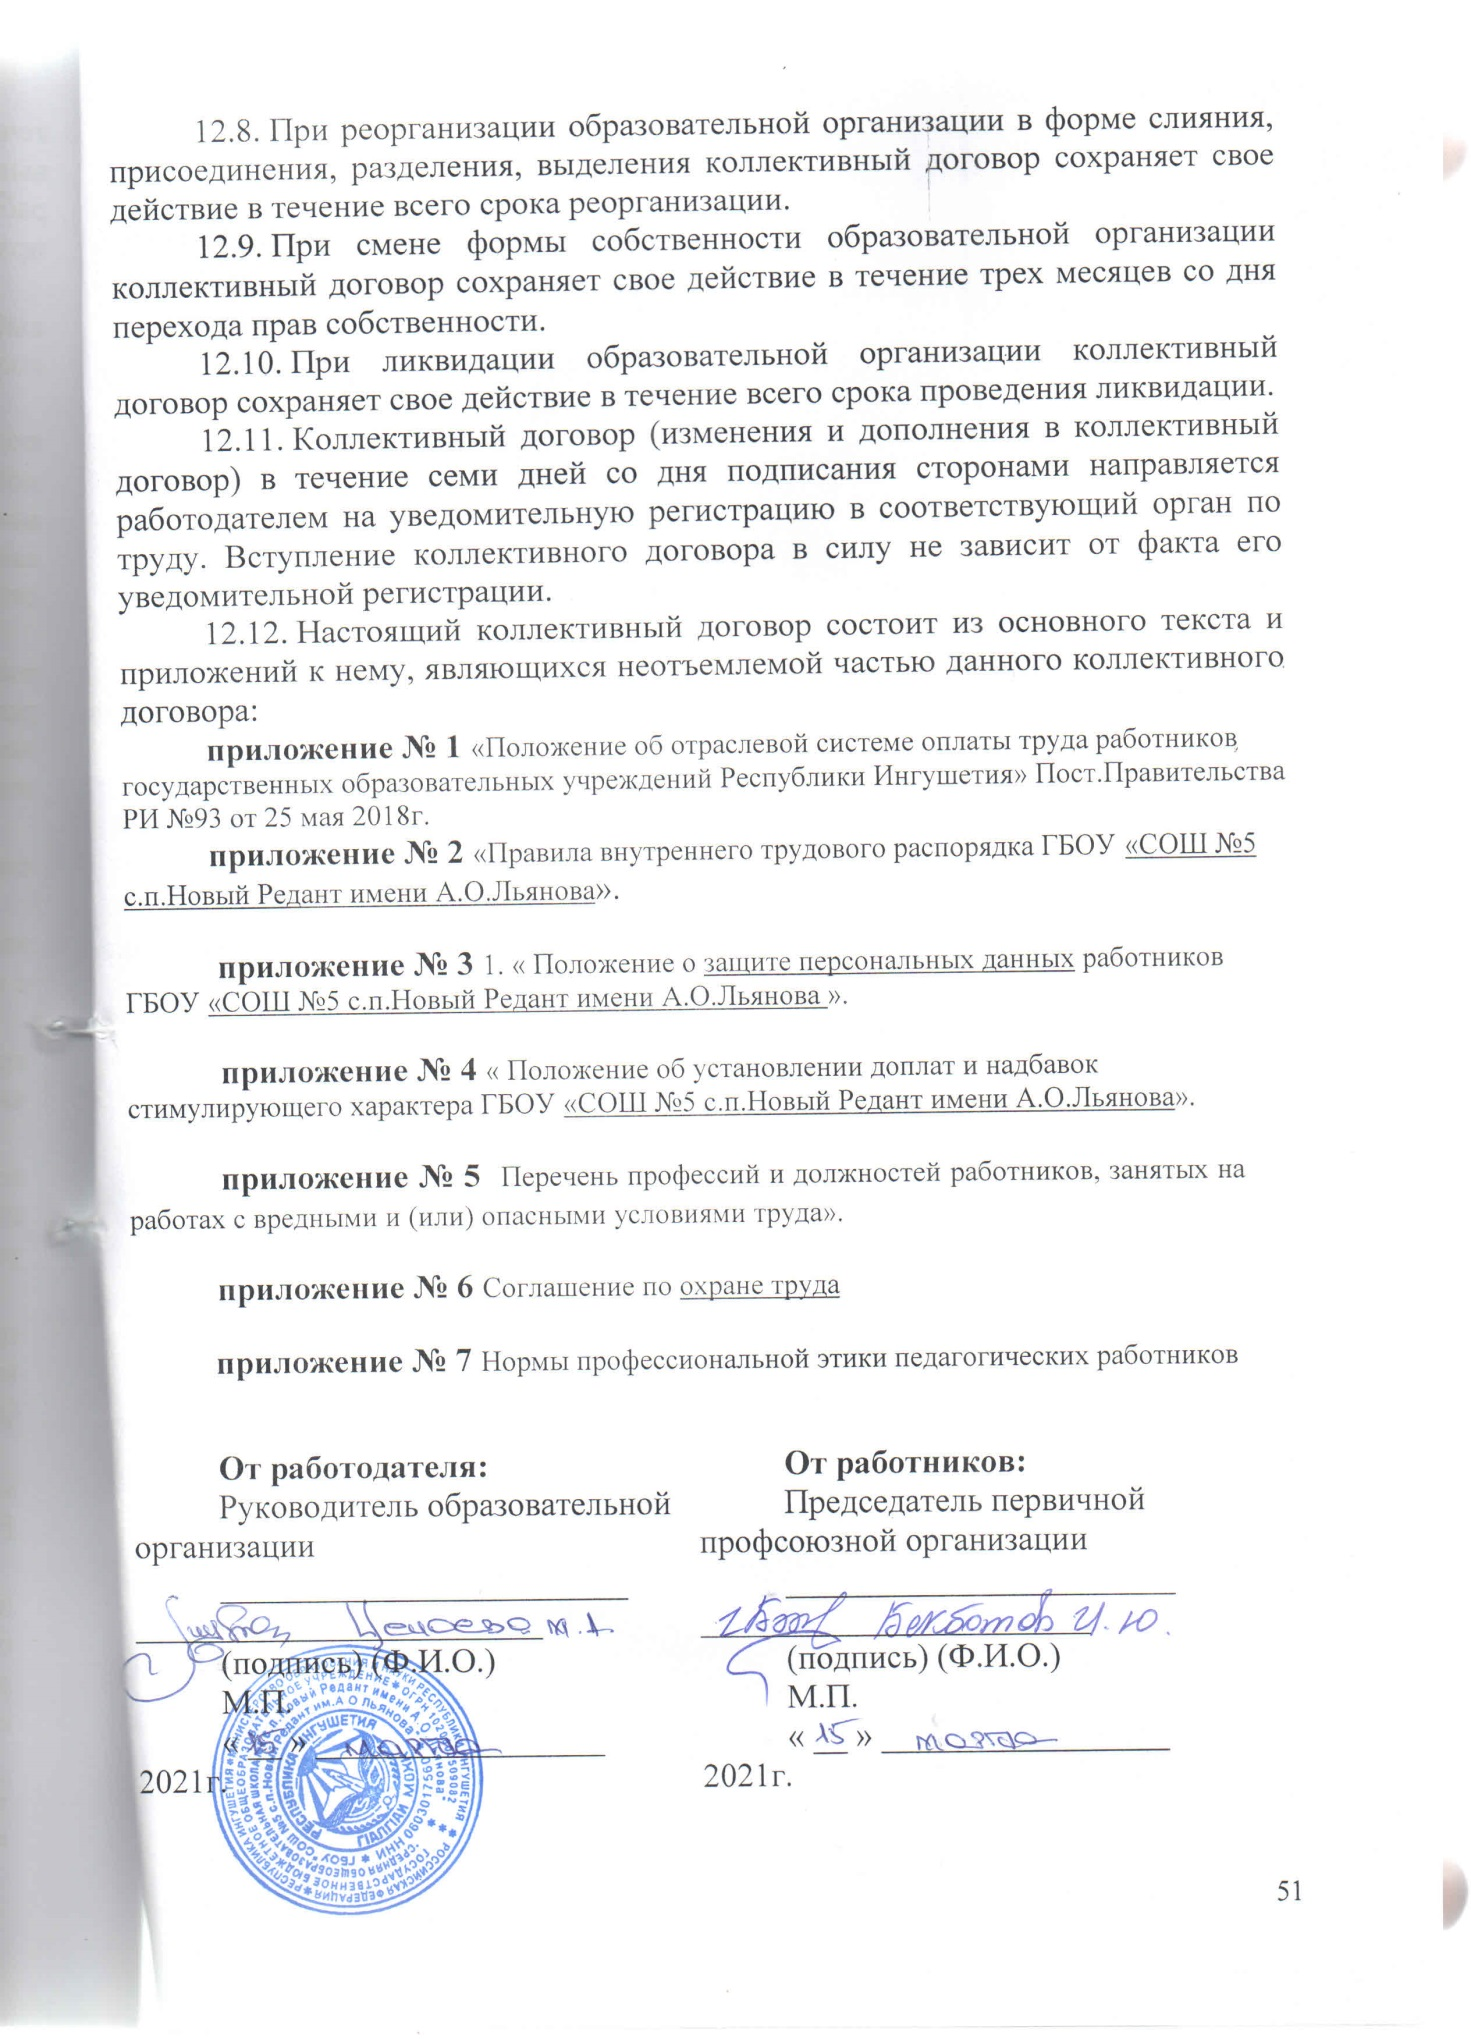 12.8. При реорганизации образовательной организации в форме слияния,
присоединения, разделения, выделения коллективный договор сохраняет свое
действие в течение всего срока реорганизации.
12.9. При смене формы собственности образовательной организации
коллективный договор сохраняет свое действие в течение трех месяцев со дня
перехода прав собственности.
12.10. При ликвидации образовательной организации коллективный
договор сохраняет свое действие в течение всего срока проведения ликвидации.
12.11. Коллективный договор (изменения и дополнения в коллективный
договор) в течение семи дней со дня подписания сторонами направляется
работодателем на уведомительную регистрацию в соответствующий орган по
труду. Вступление коллективного договора в силу не зависит от факта его
уведомительной регистрации.
12.12. Настоящий коллективный договор состоит из основного текста и
приложений к нему, являющихся неотъемлемой частью данного коллективного
договора:
приложение № 1 «Положение об отраслевой системе оплаты труда работников
государственных образовательных учреждений Республики Ингушетия» Пост.Правительства
РИ №93 от 25 мая 2018г.
приложение № 2 «Правила внутреннего трудового распорядка ГБОУ «СОШ №5
с.п.Новый Редант имени А.О.Льянова».
приложение № 3 1. « Положение о защите персональных данных работников
ГБОУ «СОШ №5 с.п.Новый Редант имени А.О.Льянова ».
приложение № 4 « Положение об установлении доплат и надбавок
стимулирующего характера ГБОУ «СОШ №5 с.п.Новый Редант имени А.О.Льянова».
приложение № 5 Перечень профессий и должностей работников, занятых на
работах с вредными и (или) опасными условиями труда».
приложение № 6 Соглашение по охране труда
приложение № 7 Нормы профессиональной этики педагогических работников
От работодателя:
Руководитель образовательной
организации
Цечоева М.А.
(подпись) (Ф.И.О.)
М.П.
« 15 » марта
2021г.
От работников:
Председатель первичной
профсоюзной организации
Бекботов И.Ю.
(подпись) (Ф.И.О.)
М.П.
« 15 » марта
2021г.
РЕСПУБЛИКА ИНГУШЕТИЯ
51